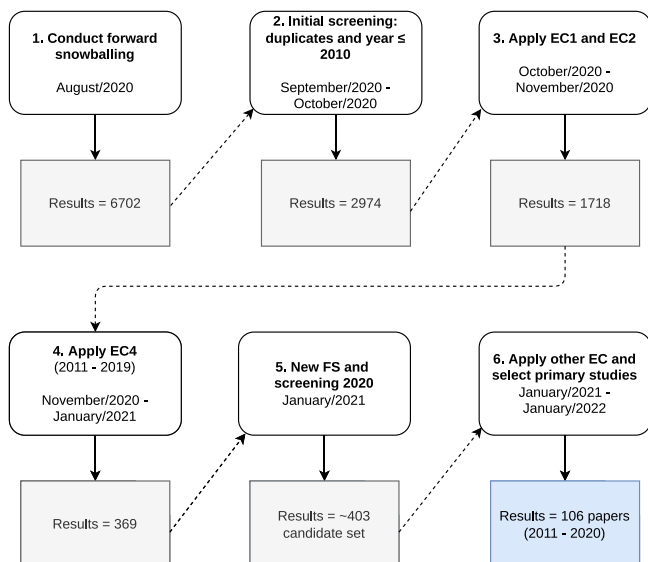 1. Conduct forward
snowballing
August/2020
2. Initial screening:
duplicates and year ≤
2010
September/2020 -
October/2020
3. Apply EC1 and EC2
October/2020 -
November/2020
Results = 6702
Results = 2974
Results = 1718
4. Apply EC4
(2011 - 2019)
November/2020 -
January/2021
5. New FS and
screening 2020
January/2021
6. Apply other EC and
select primary studies
January/2021 -
January/2022
Results = 369
Results = ~403
candidate set
Results = 106 papers
(2011 - 2020)